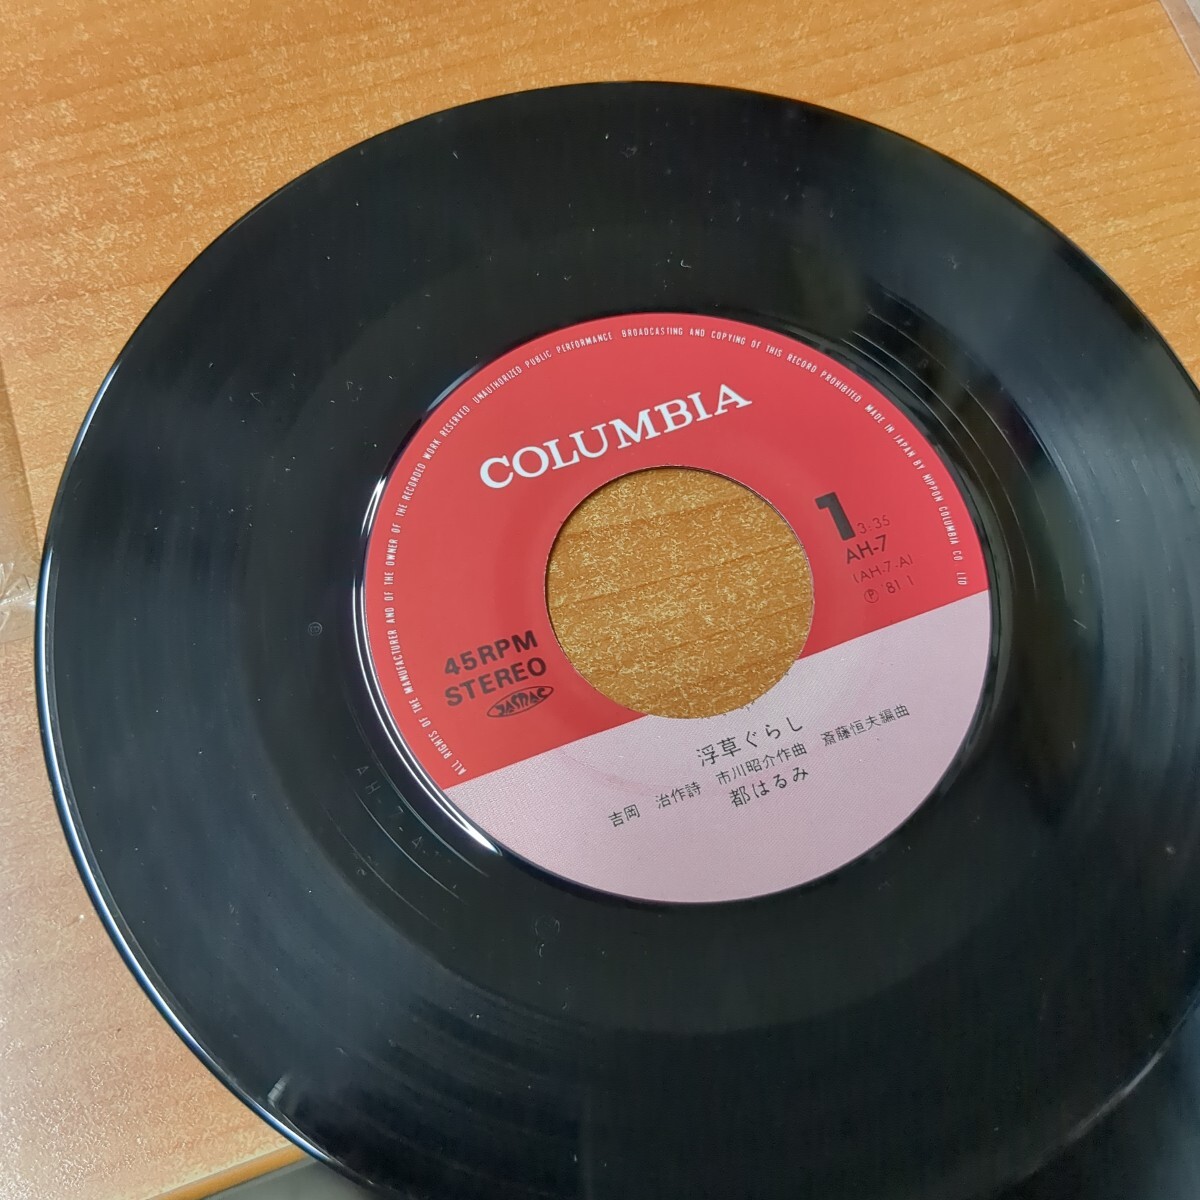 ALL RIGHTS OF THE MANUFACTURER AND OF THE OWNER OF THE RECORDED WORK RESERVED. UNAUTHORIZED PUBLIC PERFORMANCE. BROADCASTING AND COPYING OF THIS RECORD PROHIBITED. MADE IN JAPAN BY NIPPON COLUMBIA CO. LTD
COLUMBIA
1
3:35
AH-7
(AH-7-A)
Ⓟ '81 1
45RPM
STEREO
JASRAC
浮草ぐらし
吉岡 治作詩 市川昭介作曲 斎藤恒夫編曲
都はるみ